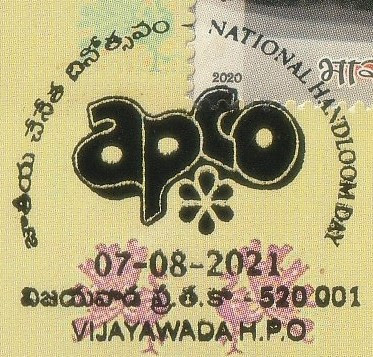 జాతీయ చేనేత దినోత్సవం - NATIONAL HANDLOOM DAY
2020
apco
07-08-2021
విజయవాడ ప్ర.త.కా - 520 001
VIJAYAWADA H.P.O